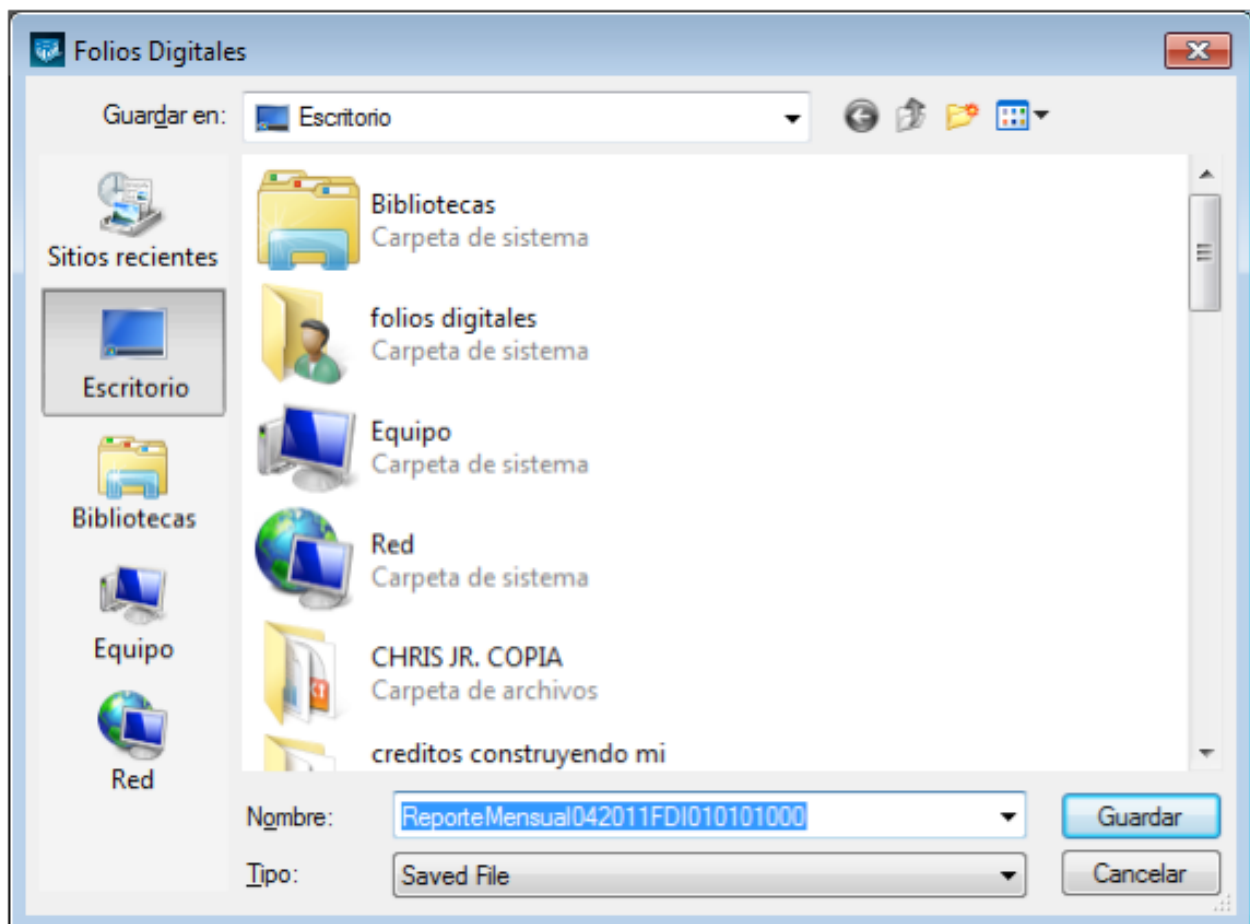 Folios Digitales
Guardar en:
Escritorio
Sitios recientes
Escritorio
Bibliotecas
Equipo
Red
Bibliotecas
Carpeta de sistema
folios digitales
Carpeta de sistema
Equipo
Carpeta de sistema
Red
Carpeta de sistema
CHRIS JR. COPIA
Carpeta de archivos
creditos construyendo mi
Nombre:
ReporteMensual042011FDI010101000
Guardar
Tipo:
Saved File
Cancelar